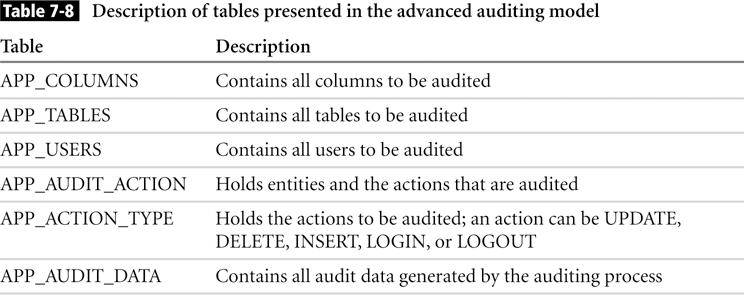 Table 7-8 Description of tables presented in the advanced auditing model
Table Description
APP_COLUMNS Contains all columns to be audited
APP_TABLES Contains all tables to be audited
APP_USERS Contains all users to be audited
APP_AUDIT_ACTION Holds entities and the actions that are audited
APP_ACTION_TYPE Holds the actions to be audited; an action can be UPDATE,
DELETE, INSERT, LOGIN, or LOGOUT
APP_AUDIT_DATA Contains all audit data generated by the auditing process